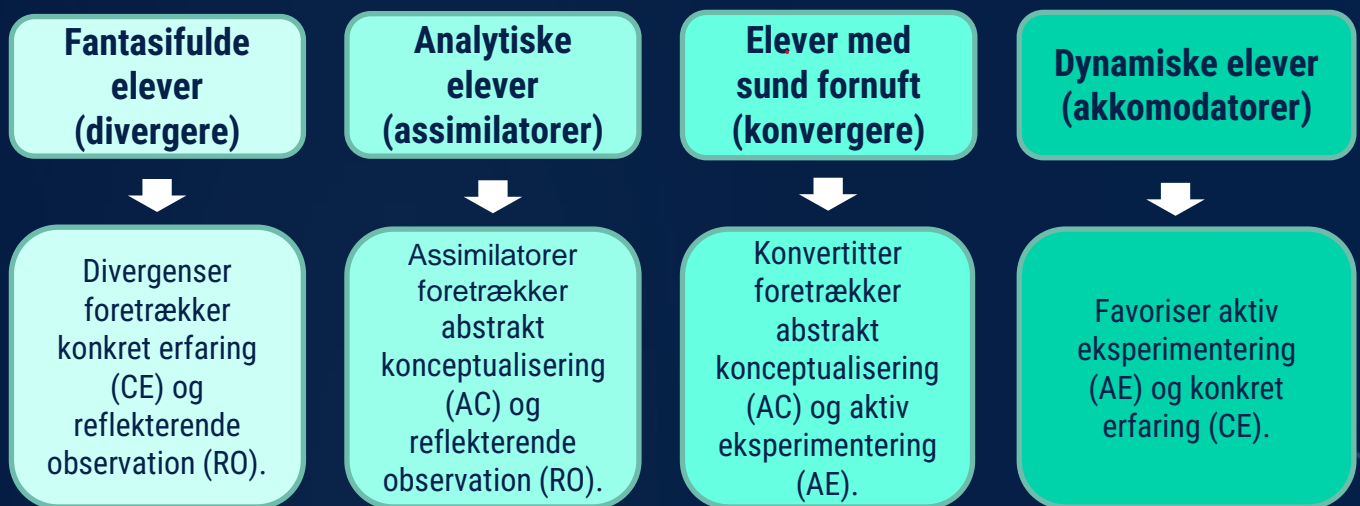 Fantasifulde
elever
(divergere)
Analytiske
elever
(assimilatorer)
Elever med
sund fornuft
(konvergere)
Dynamiske elever
(akkomodatorer)
Divergenser
foretrækker
konkret erfaring
(CE) og
reflekterende
observation (RO).
Assimilatorer
foretrækker
abstrakt
konceptualisering
(AC) og
reflekterende
observation (RO).
Konvertitter
foretrækker
abstrakt
konceptualisering
(AC) og aktiv
eksperimentering
(AE).
Favoriser aktiv
eksperimentering
(AE) og konkret
erfaring (CE).